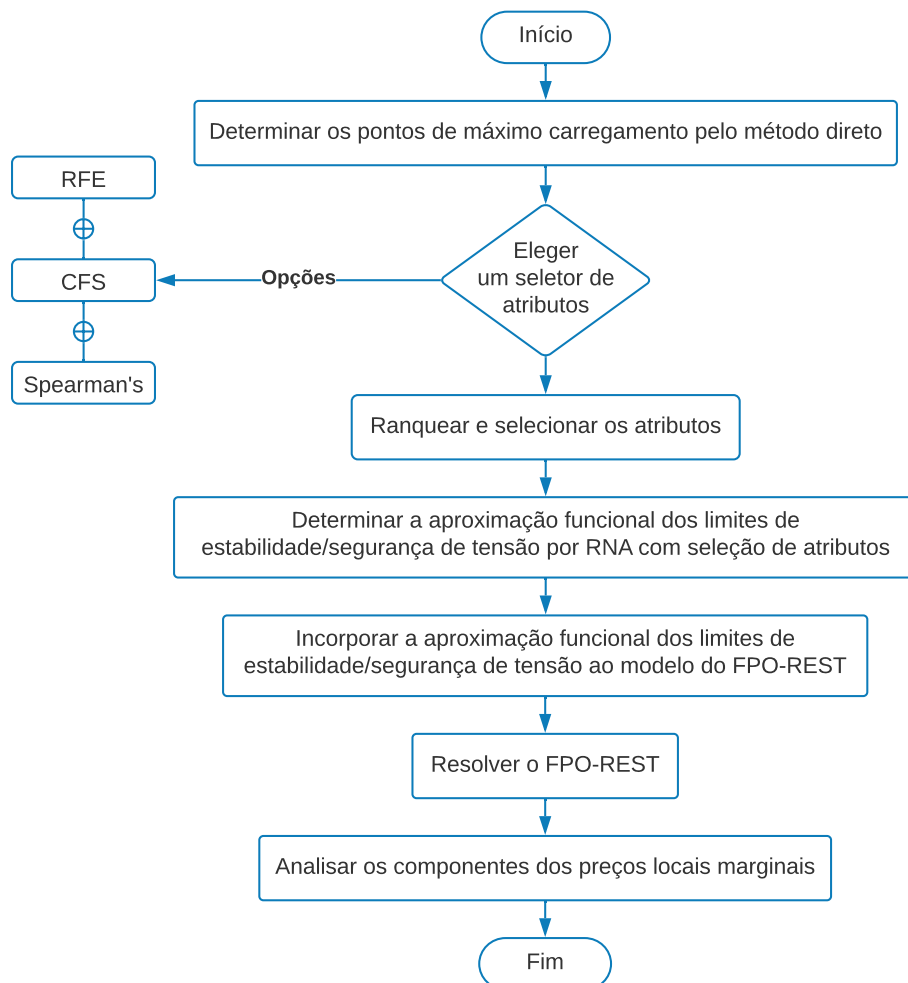 Início
Determinar os pontos de máximo carregamento pelo método direto
RFE
CFS
Spearman's
Opções
Eleger
um seletor de
atributos
Ranquear e selecionar os atributos
Determinar a aproximação funcional dos limites de
estabilidade/segurança de tensão por RNA com seleção de atributos
Incorporar a aproximação funcional dos limites de
estabilidade/segurança de tensão ao modelo do FPO-REST
Resolver o FPO-REST
Analisar os componentes dos preços locais marginais
Fim